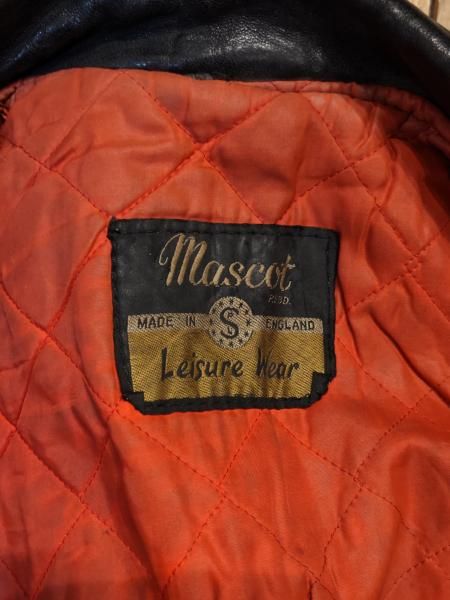 Mascot
REGD.
MADE IN S ENGLAND
Leisure Wear